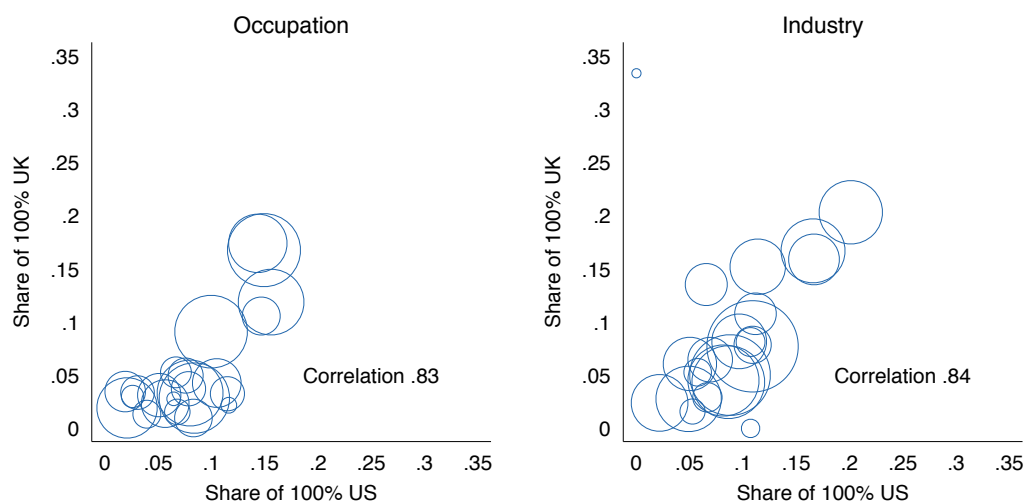 Occupation
.35
.3
.25
.2
.15
.1
.05
0
Share of 100% UK
Correlation .83
0 .05 .1 .15 .2 .25 .3 .35
Share of 100% US
Industry
.35
.3
.25
.2
.15
.1
.05
0
Share of 100% UK
Correlation .84
0 .05 .1 .15 .2 .25 .3 .35
Share of 100% US